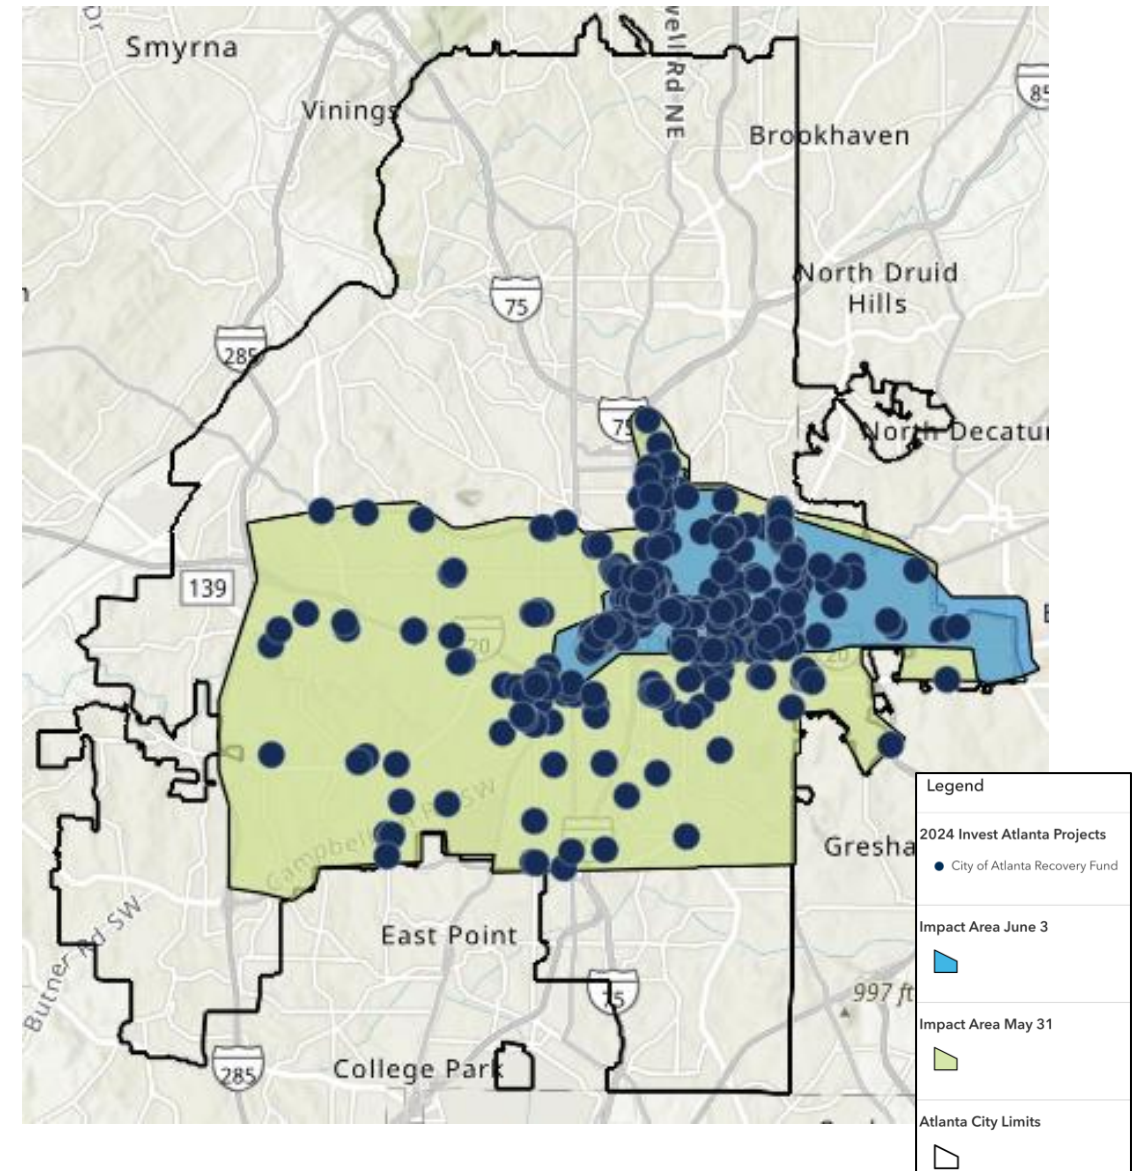 Smyrna
Vinings
Brookhaven
85
North Druid
Hills
75
285
75
North Decatur
139
20
20
Campbellton Rd SW
Butner Rd SW
East Point
75
997 ft
College Park
285
Legend
2024 Invest Atlanta Projects
City of Atlanta Recovery Fund
Impact Area June 3
Impact Area May 31
Atlanta City Limits